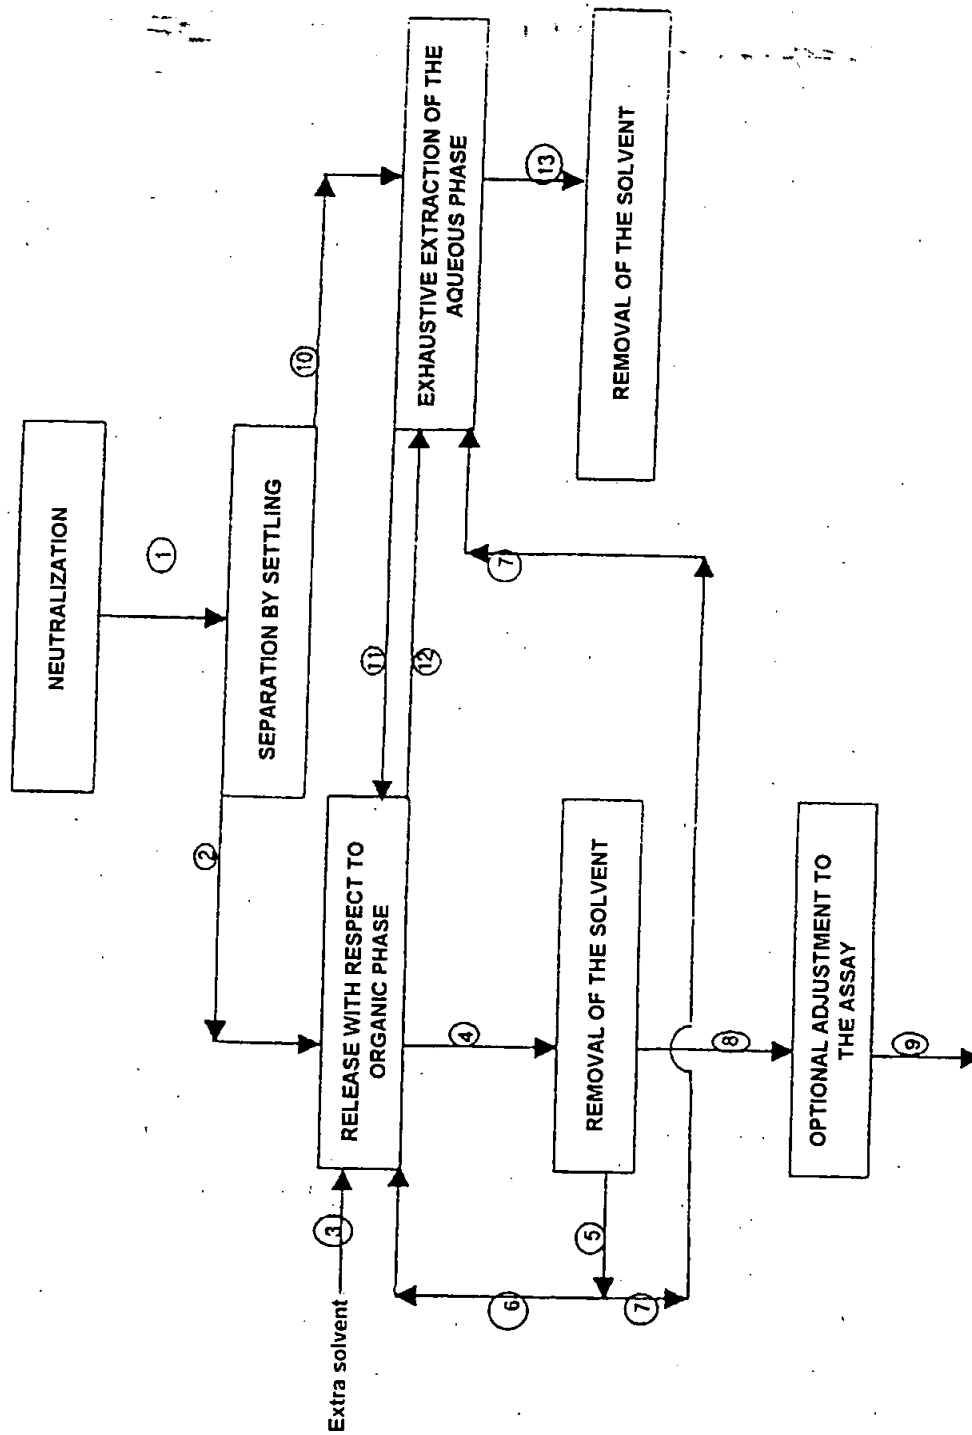 NEUTRALIZATION
1
SEPARATION BY SETTLING
2
10
Extra solvent
3
RELEASE WITH RESPECT TO
ORGANIC PHASE
11
12
EXHAUSTIVE EXTRACTION OF THE
AQUEOUS PHASE
6
4
7
13
5
REMOVAL OF THE SOLVENT
REMOVAL OF THE SOLVENT
7
8
OPTIONAL ADJUSTMENT TO
THE ASSAY
9